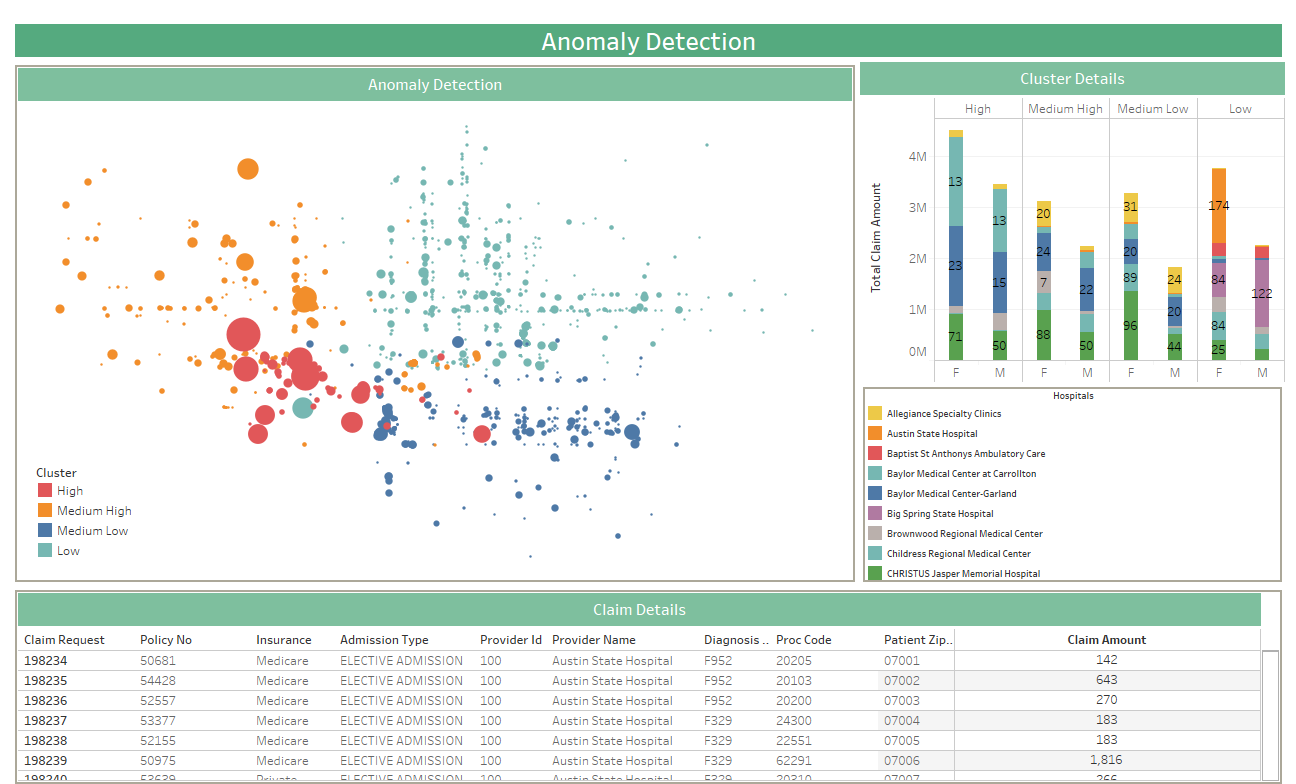 Anomaly Detection
Anomaly Detection
Cluster
High
Medium High
Medium Low
Low
Cluster Details
High Medium High Medium Low Low
Total Claim Amount
4M
3M
2M
1M
0M
13 23 71
13 15 50
20 24 7 88
22 50
31 20 89 96
24 20 44
174 84 84 25
122
F M F M F M F M
Hospitals
Allegiance Specialty Clinics
Austin State Hospital
Baptist St Anthonys Ambulatory Care
Baylor Medical Center at Carrollton
Baylor Medical Center-Garland
Big Spring State Hospital
Brownwood Regional Medical Center
Childress Regional Medical Center
CHRISTUS Jasper Memorial Hospital
Claim Details
Claim Request Policy No Insurance Admission Type Provider Id Provider Name Diagnosis .. Proc Code Patient Zip.. Claim Amount
198234 50681 Medicare ELECTIVE ADMISSION 100 Austin State Hospital F952 20205 07001 142
198235 54428 Medicare ELECTIVE ADMISSION 100 Austin State Hospital F952 20103 07002 643
198236 52557 Medicare ELECTIVE ADMISSION 100 Austin State Hospital F952 20200 07003 270
198237 53377 Medicare ELECTIVE ADMISSION 100 Austin State Hospital F329 24300 07004 183
198238 52155 Medicare ELECTIVE ADMISSION 100 Austin State Hospital F329 22551 07005 183
198239 50975 Medicare ELECTIVE ADMISSION 100 Austin State Hospital F329 62291 07006 1,816
198240 53639 Private ELECTIVE ADMISSION 100 Austin State Hospital F329 20310 07007 266